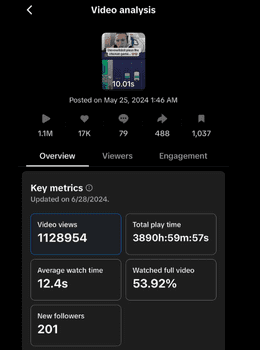 Video analysis
10.01s
Posted on May 25, 2024 1:46 AM
1.1M
17K
79
488
1,037
Overview
Viewers
Engagement
Key metrics
Updated on 6/28/2024.
Video views
1128954
Total play time
3890h:59m:57s
Average watch time
12.4s
Watched full video
53.92%
New followers
201